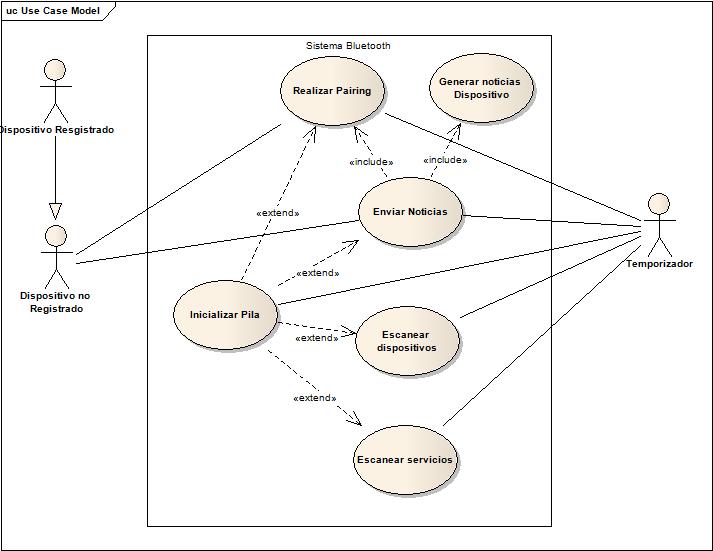 uc Use Case Model
Sistema Bluetooth
Realizar Pairing
Generar noticias
Dispositivo
Dispositivo Resgistrado
«include»
«include»
«extend»
Enviar Noticias
Temporizador
Dispositivo no
Registrado
«extend»
Inicializar Pila
«extend»
Escanear
dispositivos
«extend»
Escanear servicios